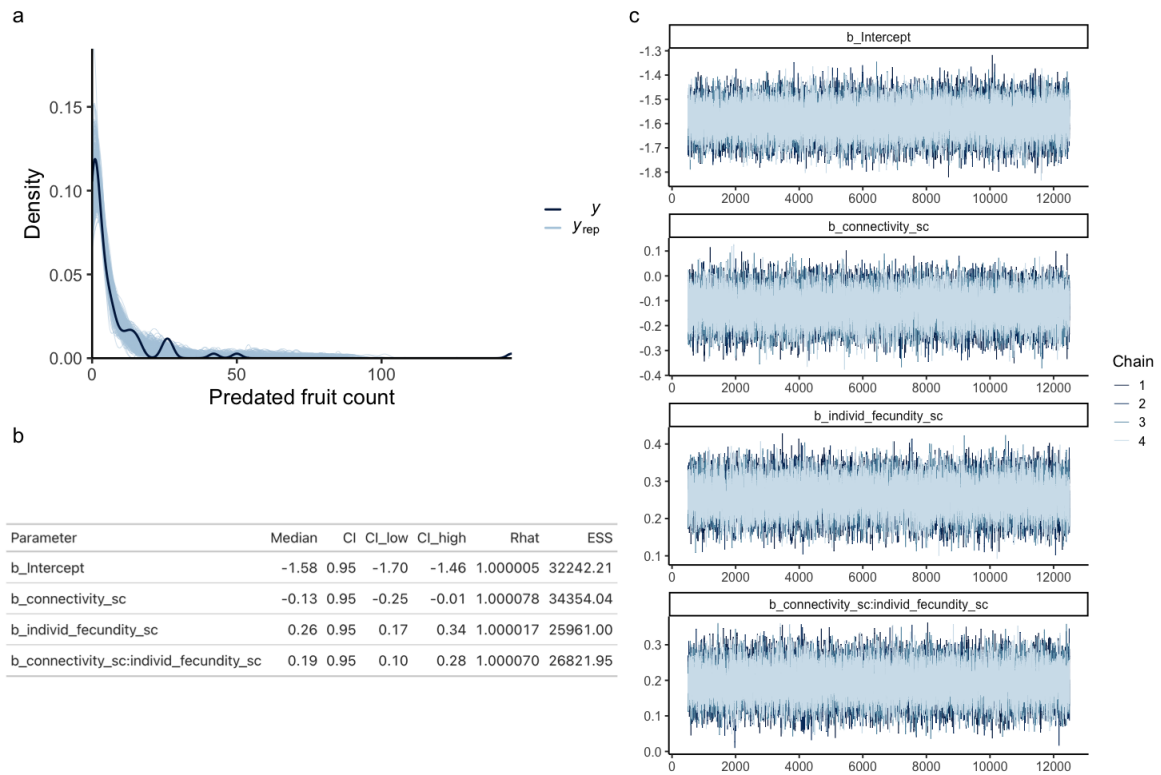 a
0.15
0.10
0.05
0.00
Density
0 50 100
Predated fruit count
y
y rep
b
Parameter Median CI CI_low CI_high Rhat ESS
b_Intercept -1.58 0.95 -1.70 -1.46 1.000005 32242.21
b_connectivity_sc -0.13 0.95 -0.25 -0.01 1.000078 34354.04
b_individ_fecundity_sc 0.26 0.95 0.17 0.34 1.000017 25961.00
b_connectivity_sc:individ_fecundity_sc 0.19 0.95 0.10 0.28 1.000070 26821.95
c
b_Intercept
-1.3
-1.4
-1.5
-1.6
-1.7
-1.8
0 2000 4000 6000 8000 10000 12000
b_connectivity_sc
0.1
0.0
-0.1
-0.2
-0.3
-0.4
0 2000 4000 6000 8000 10000 12000
b_individ_fecundity_sc
0.4
0.3
0.2
0.1
0 2000 4000 6000 8000 10000 12000
b_connectivity_sc:individ_fecundity_sc
0.3
0.2
0.1
0.0
0 2000 4000 6000 8000 10000 12000
Chain
1
2
3
4